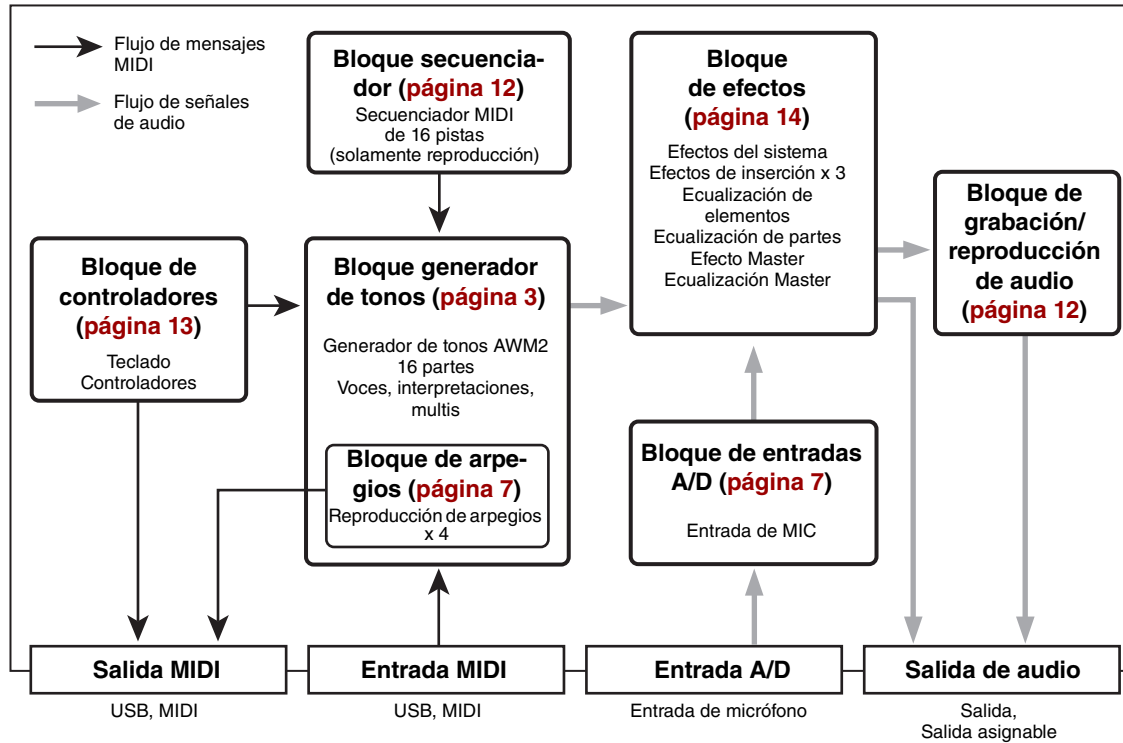 Flujo de mensajes
MIDI
Flujo de señales
de audio
Bloque secuencia-
dor (página 12)
Secuenciador MIDI
de 16 pistas
(solamente reproducción)
Bloque
de efectos
(página 14)
Efectos del sistema
Efectos de inserción x 3
Ecualización de
elementos
Ecualización de partes
Efecto Master
Ecualización Master
Bloque de
grabación/
reproducción
de audio
(página 12)
Bloque de
controladores
(página 13)
Teclado
Controladores
Bloque generador
de tonos (página 3)
Generador de tonos AWM2
16 partes
Voces, interpretaciones,
multis
Bloque de arpe-
gios (página 7)
Reproducción de arpegios
x 4
Bloque de entradas
A/D (página 7)
Entrada de MIC
Salida MIDI
Entrada MIDI
Entrada A/D
Salida de audio
USB, MIDI
USB, MIDI
Entrada de micrófono
Salida,
Salida asignable